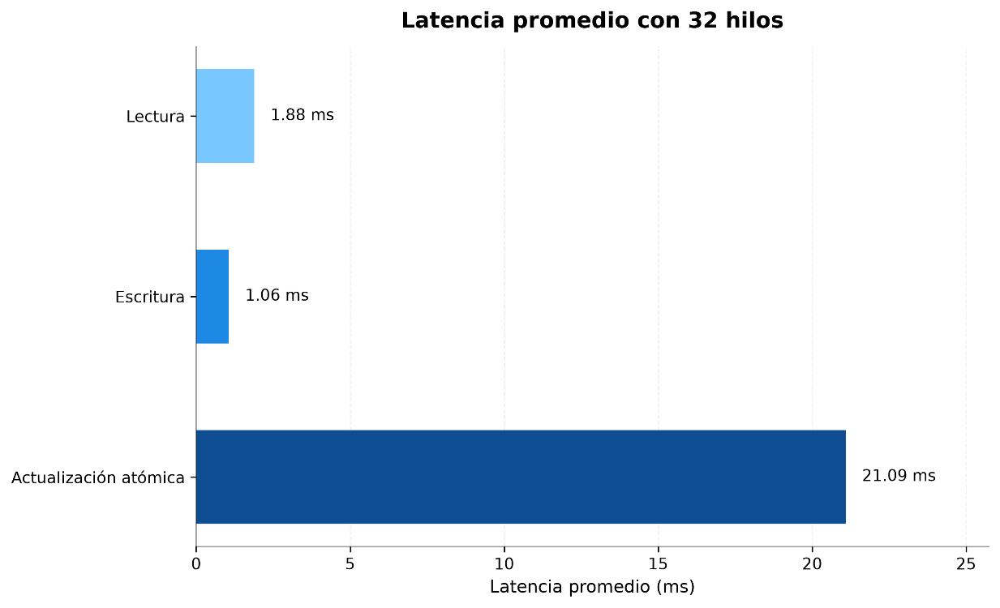 Latencia promedio con 32 hilos
Lectura
1.88 ms
Escritura
1.06 ms
Actualización atómica
21.09 ms
0 5 10 15 20 25
Latencia promedio (ms)